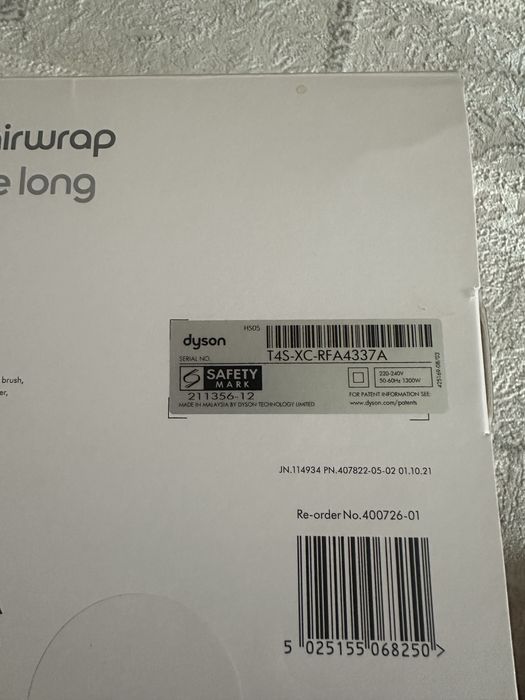 irwrap
e long
brush,
er,
dyson
HS05
SERIAL NO.
T4S-XC-RFA4337A
SAFETY
MARK
211356-12
MADE IN MALAYSIA BY DYSON TECHNOLOGY LIMITED
220-240V
50-60Hz 1300W
FOR PATENT INFORMATION SEE:
www.dyson.com/patents
JN.114934 PN.407822-05-02 01.10.21
Re-order No.400726-01
5 025155 068250 >